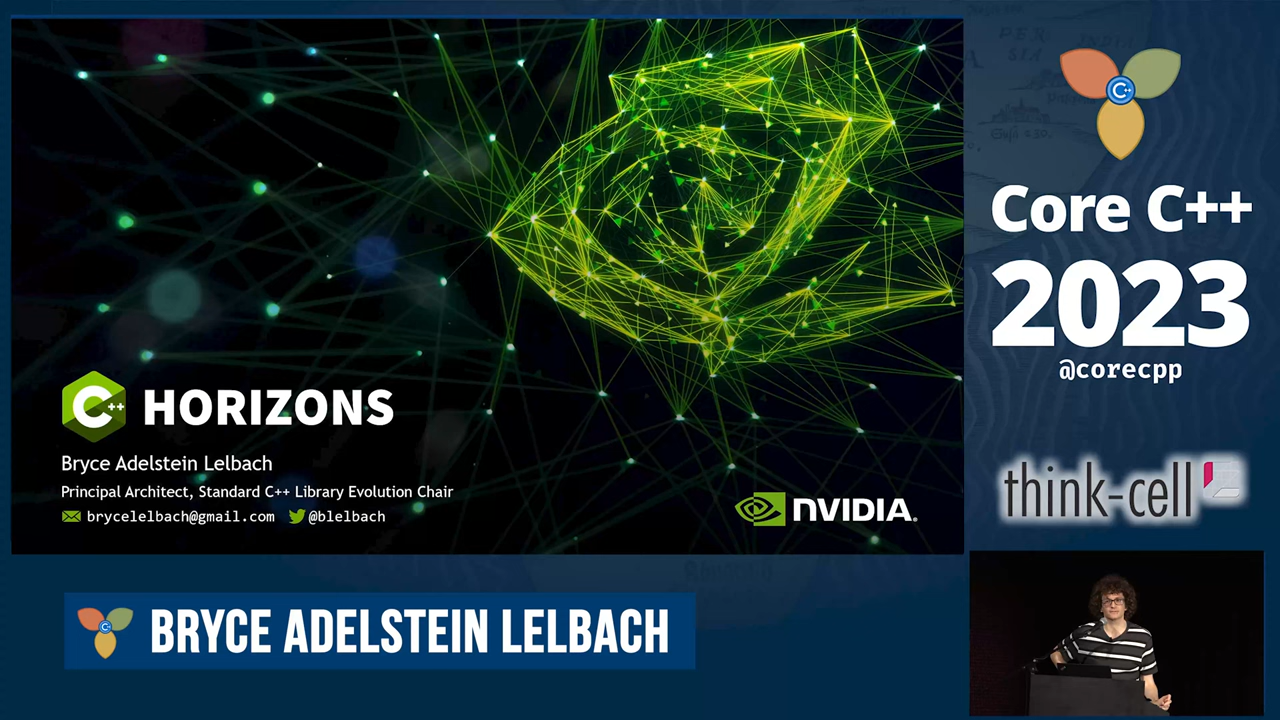 C++ HORIZONS
Bryce Adelstein Lelbach
Principal Architect, Standard C++ Library Evolution Chair
brycelelbach@gmail.com @blelbach
NVIDIA.
C++
Core C++
2023
@corecpp
think-cell
C++
BRYCE ADELSTEIN LELBACH